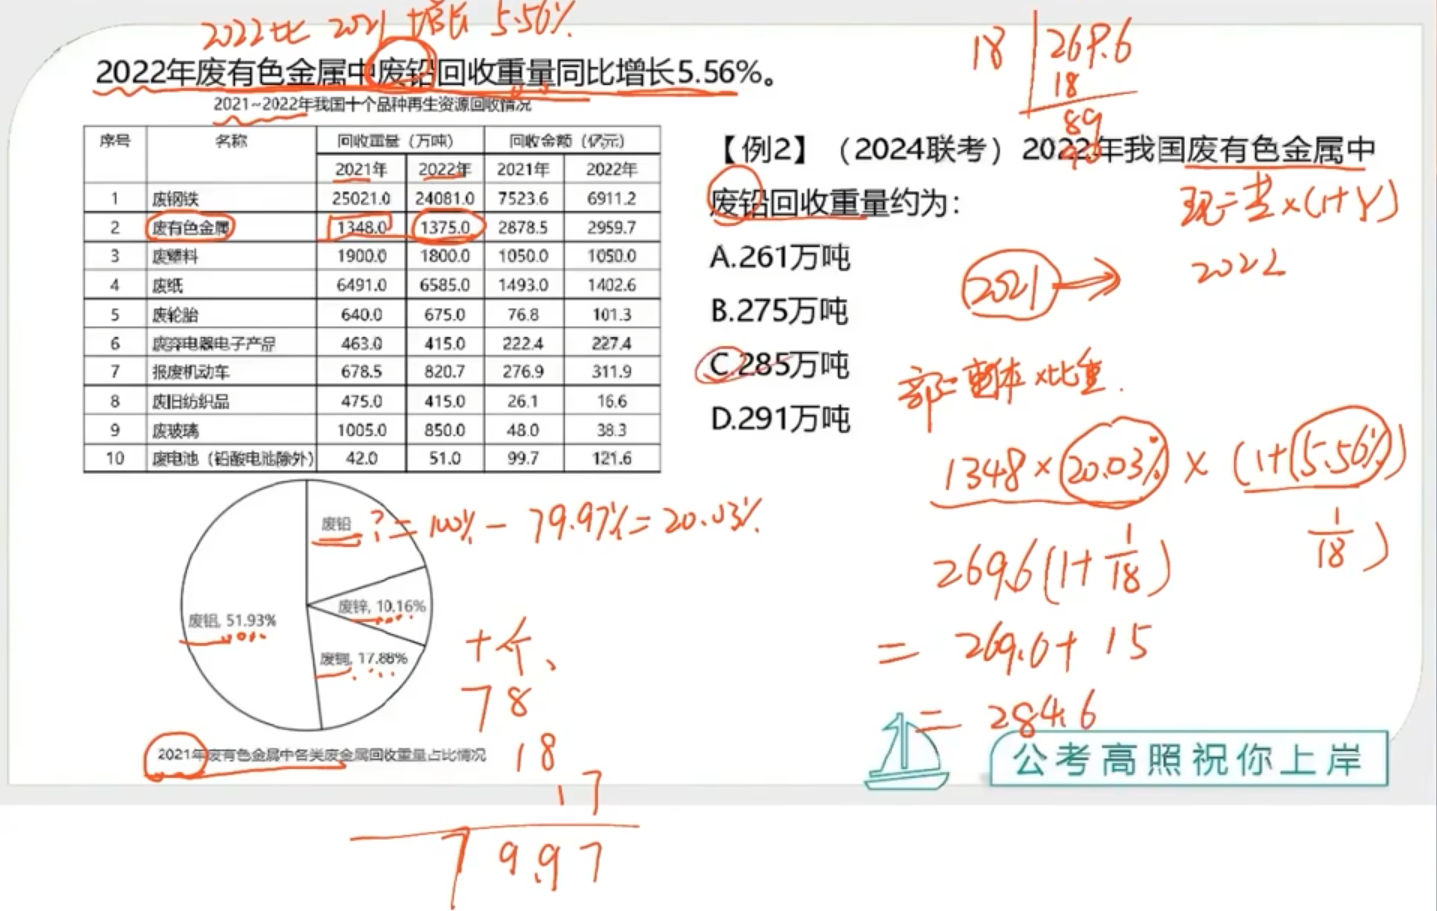 2022比 2021 增长 5.56%
2022年废有色金属中废铅回收重量同比增长5.56%。
2021~2022年我国十个品种再生资源回收情况
序号 名称 回收重量（万吨） 回收金额（亿元）
2021年 2022年 2021年 2022年
1 废钢铁 25021.0 24081.0 7523.6 6911.2
2 废有色金属 1348.0 1375.0 2878.5 2959.7
3 废塑料 1900.0 1800.0 1050.0 1050.0
4 废纸 6491.0 6585.0 1493.0 1402.6
5 废轮胎 640.0 675.0 76.8 101.3
6 废弃电器电子产品 463.0 415.0 222.4 227.4
7 报废机动车 678.5 820.7 276.9 311.9
8 废旧纺织品 475.0 415.0 26.1 16.6
9 废玻璃 1005.0 850.0 48.0 38.3
10 废电池（铅酸电池除外） 42.0 51.0 99.7 121.6
废铅 ? = 100% - 79.97% = 20.03%
废锌, 10.16%
废铝, 51.93%
废铜, 17.88%
2021年废有色金属中各类废金属回收重量占比情况
十个、
78
18
17
79.97
18 269.6
18
89
【例2】（2024联考）2022年我国废有色金属中
废铅回收重量约为：
A.261万吨
B.275万吨
C.285万吨
D.291万吨
现=基×(1+r)
2021 → 2022
部=整体×比重.
1348 × 20.03% × (1+5.56%)
1/18)
269.6(1+1/18)
= 269.6+ 15
= 284.6
公考高照祝你上岸